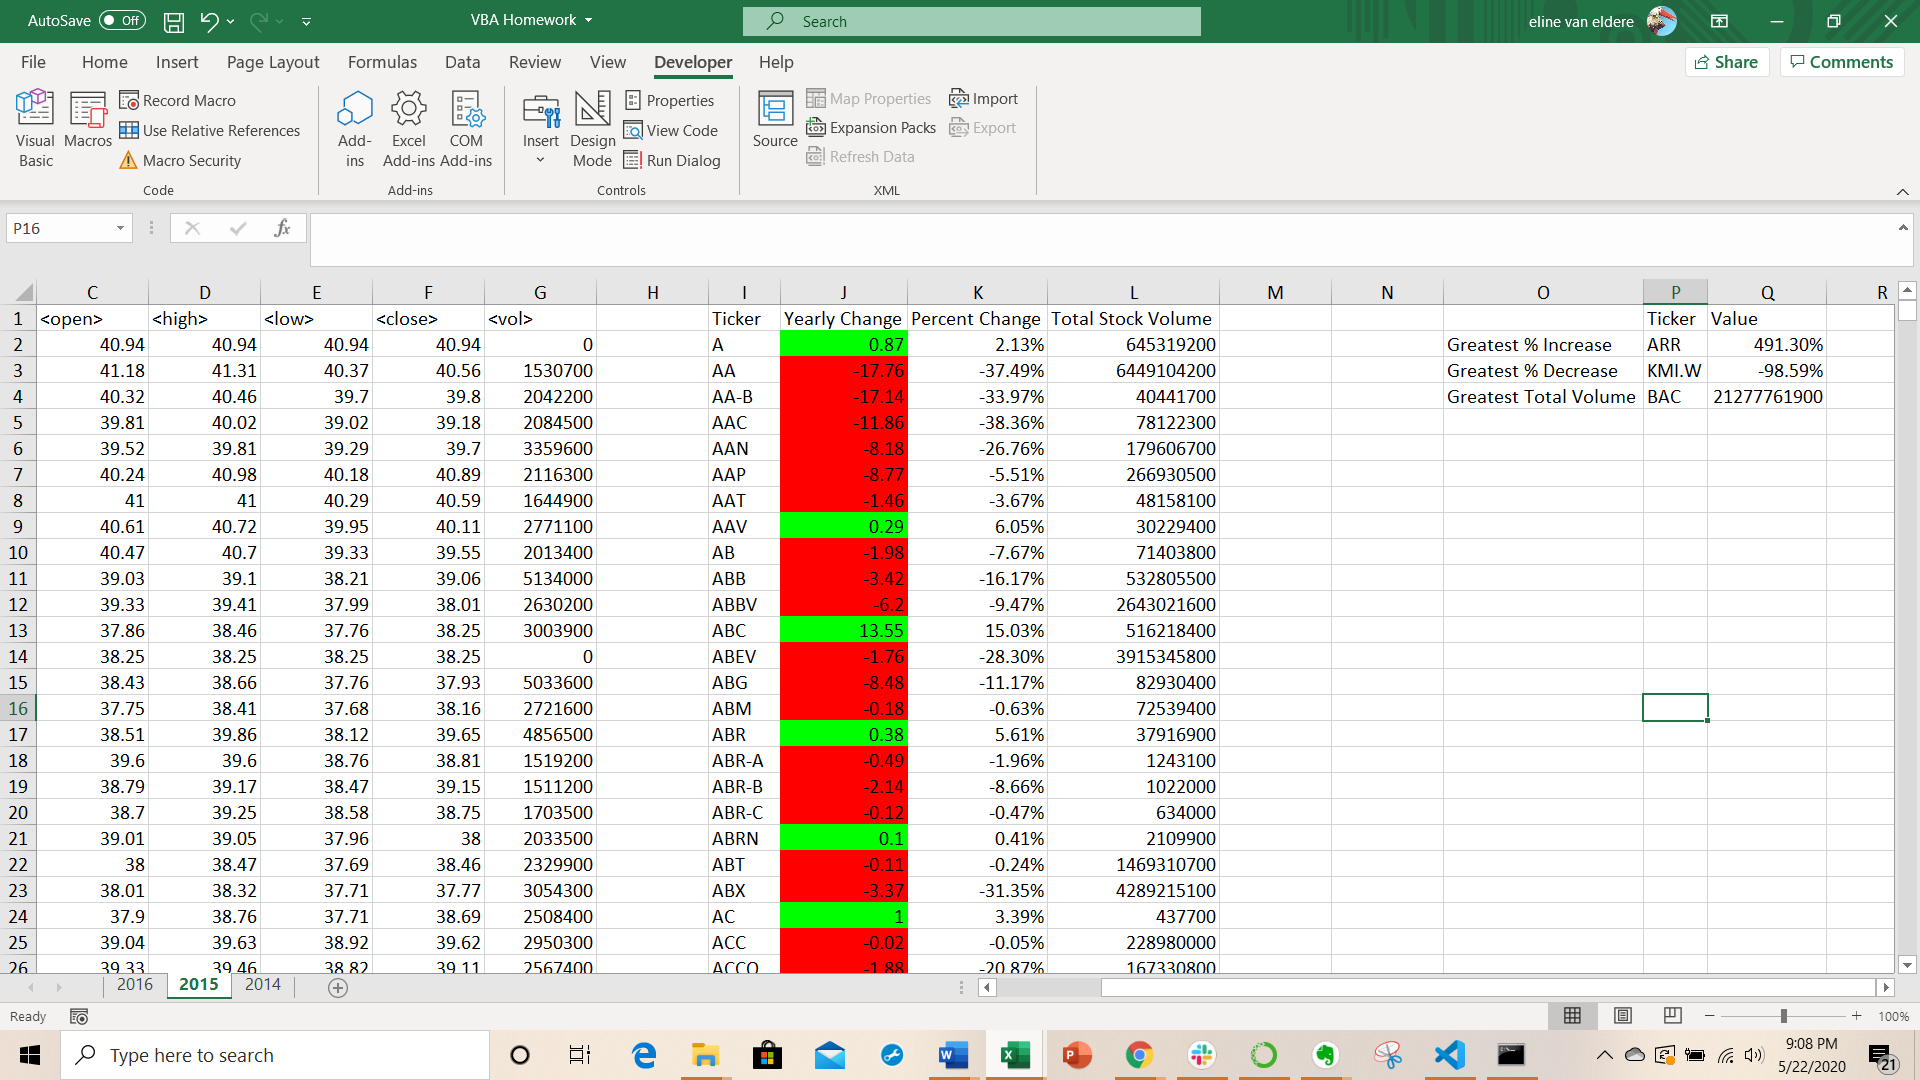 AutoSave Off VBA Homework Search eline van eldere
File Home Insert Page Layout Formulas Data Review View Developer Help Share Comments
Visual Basic
Macros
Record Macro
Use Relative References
Macro Security
Code
Add-ins
Excel Add-ins
COM Add-ins
Add-ins
Insert
Design Mode
Properties
View Code
Run Dialog
Controls
Source
Map Properties
Expansion Packs
Refresh Data
Import
Export
XML
P16 fx
C D E F G H I J K L M N O P Q R
1 <open> <high> <low> <close> <vol> Ticker Yearly Change Percent Change Total Stock Volume Ticker Value
2 40.94 40.94 40.94 40.94 0 A 0.87 2.13% 645319200 Greatest % Increase ARR 491.30%
3 41.18 41.31 40.37 40.56 1530700 AA -17.76 -37.49% 6449104200 Greatest % Decrease KMI.W -98.59%
4 40.32 40.46 39.7 39.8 2042200 AA-B -17.14 -33.97% 40441700 Greatest Total Volume BAC 21277761900
5 39.81 40.02 39.02 39.18 2084500 AAC -11.86 -38.36% 78122300
6 39.52 39.81 39.29 39.7 3359600 AAN -8.18 -26.76% 179606700
7 40.24 40.98 40.18 40.89 2116300 AAP -8.77 -5.51% 266930500
8 41 41 40.29 40.59 1644900 AAT -1.46 -3.67% 48158100
9 40.61 40.72 39.95 40.11 2771100 AAV 0.29 6.05% 30229400
10 40.47 40.7 39.33 39.55 2013400 AB -1.98 -7.67% 71403800
11 39.03 39.1 38.21 39.06 5134000 ABB -3.42 -16.17% 532805500
12 39.33 39.41 37.99 38.01 2630200 ABBV -6.2 -9.47% 2643021600
13 37.86 38.46 37.76 38.25 3003900 ABC 13.55 15.03% 516218400
14 38.25 38.25 38.25 38.25 0 ABEV -1.76 -28.30% 3915345800
15 38.43 38.66 37.76 37.93 5033600 ABG -8.48 -11.17% 82930400
16 37.75 38.41 37.68 38.16 2721600 ABM -0.18 -0.63% 72539400
17 38.51 39.86 38.12 39.65 4856500 ABR 0.38 5.61% 37916900
18 39.6 39.6 38.76 38.81 1519200 ABR-A -0.49 -1.96% 1243100
19 38.79 39.17 38.47 39.15 1511200 ABR-B -2.14 -8.66% 1022000
20 38.7 39.25 38.58 38.75 1703500 ABR-C -0.12 -0.47% 634000
21 39.01 39.05 37.96 38 2033500 ABRN 0.1 0.41% 2109900
22 38 38.47 37.69 38.46 2329900 ABT -0.11 -0.24% 1469310700
23 38.01 38.32 37.71 37.77 3054300 ABX -3.37 -31.35% 4289215100
24 37.9 38.76 37.71 38.69 2508400 AC 1 3.39% 437700
25 39.04 39.63 38.92 39.62 2950300 ACC -0.02 -0.05% 228980000
26 39.33 39.46 38.82 39.11 2567400 ACCO -1.88 -20.87% 167330800
2016 2015 2014
Ready 100%
Type here to search
9:08 PM
5/22/2020
21